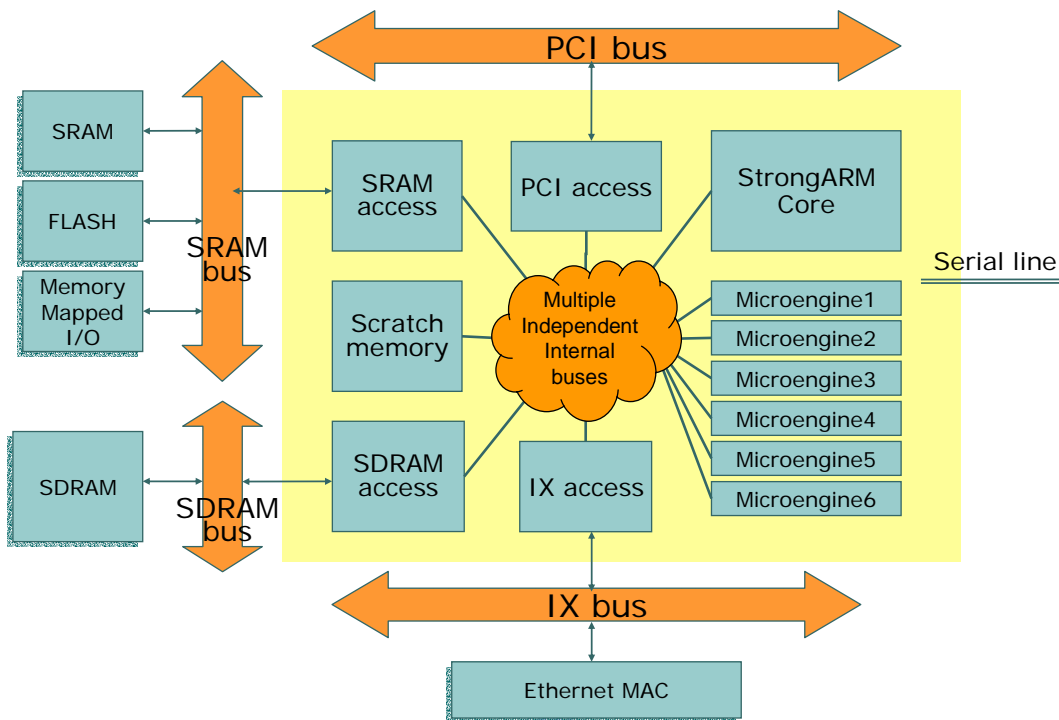 PCI bus
SRAM
FLASH
Memory
Mapped
I/O
SRAM
bus
SDRAM
SDRAM
bus
SRAM
access
PCI access
StrongARM
Core
Serial line
Scratch
memory
Multiple
Independent
Internal
buses
Microengine1
Microengine2
Microengine3
Microengine4
Microengine5
Microengine6
SDRAM
access
IX access
IX bus
Ethernet MAC